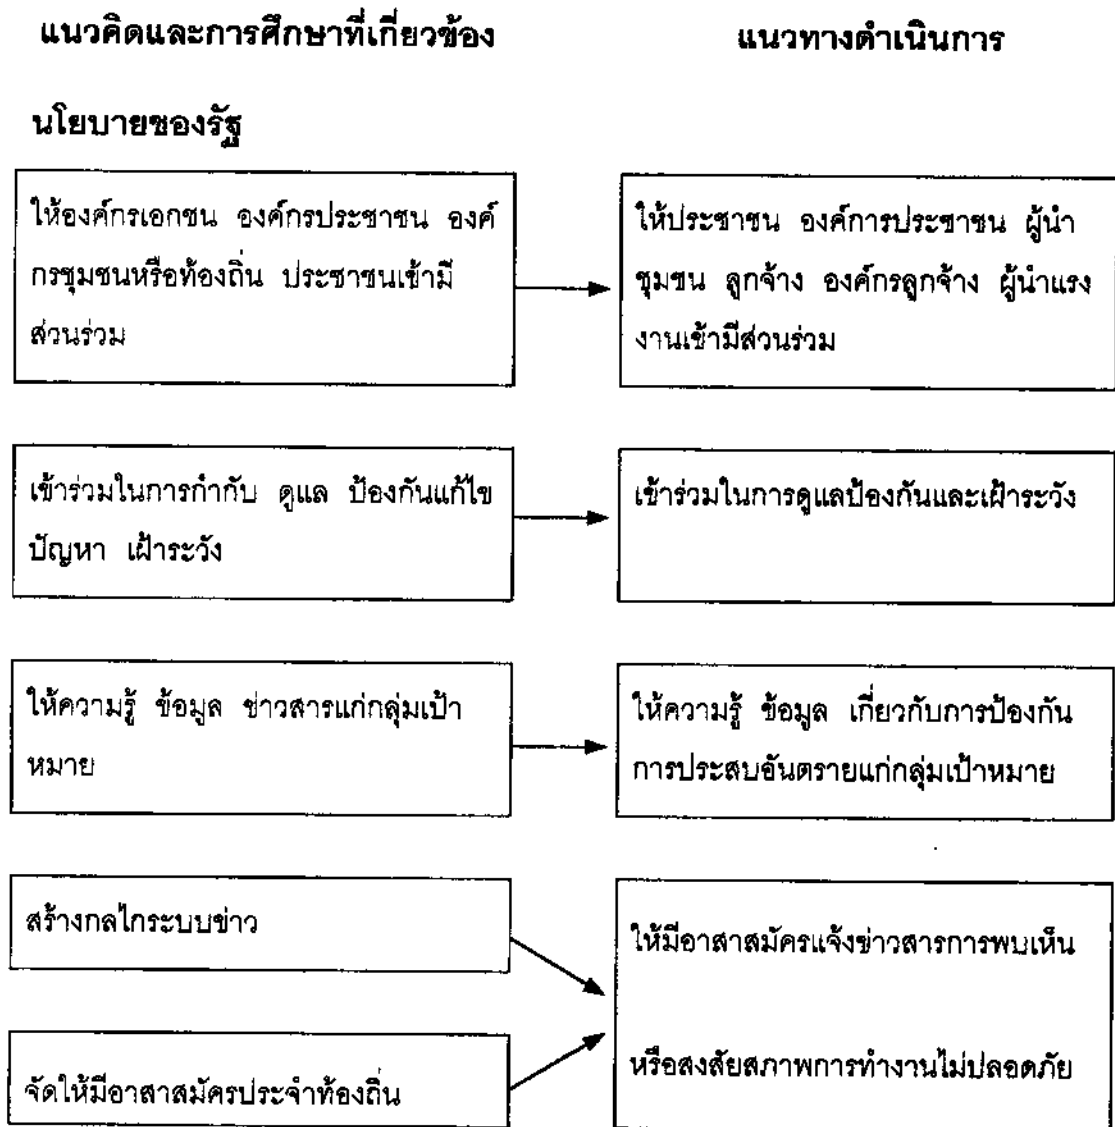 แนวคิดและการศึกษาที่เกี่ยวข้อง
แนวทางดำเนินการ
นโยบายของรัฐ
ให้องค์กรเอกชน องค์กรประชาชน องค์
กรชุมชนหรือท้องถิ่น ประชาชนเข้ามี
ส่วนร่วม
ให้ประชาชน องค์การประชาชน ผู้นำ
ชุมชน ลูกจ้าง องค์กรลูกจ้าง ผู้นำแรง
งานเข้ามีส่วนร่วม
เข้าร่วมในการกำกับ ดูแล ป้องกันแก้ไข
ปัญหา เฝ้าระวัง
เข้าร่วมในการดูแลป้องกันและเฝ้าระวัง
ให้ความรู้ ข้อมูล ข่าวสารแก่กลุ่มเป้า
หมาย
ให้ความรู้ ข้อมูล เกี่ยวกับการป้องกัน
การประสบอันตรายแก่กลุ่มเป้าหมาย
สร้างกลไกระบบข่าว
จัดให้มีอาสาสมัครประจำท้องถิ่น
ให้มีอาสาสมัครแจ้งข่าวสารการพบเห็น
หรือสงสัยสภาพการทำงานไม่ปลอดภัย